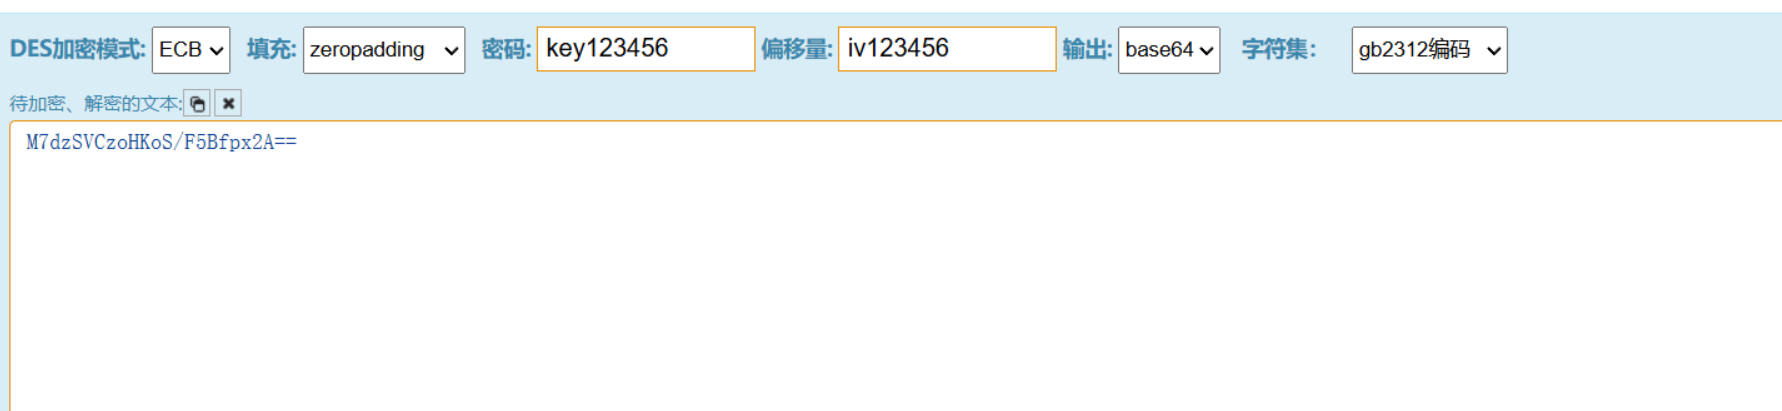 DES加密模式: ECB 填充: zeropadding 密码: key123456 偏移量: iv123456 输出: base64 字符集: gb2312编码
待加密、解密的文本:
M7dzSVCzoHKoS/F5Bfpx2A==